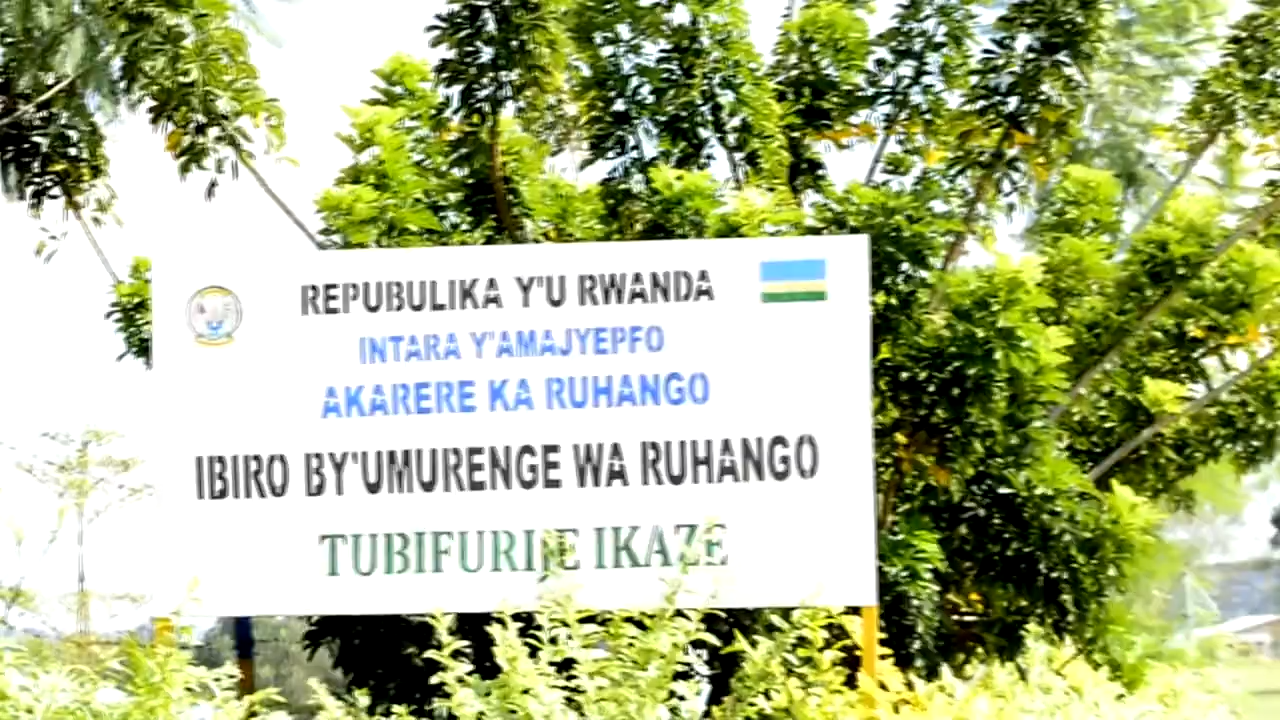 REPUBULIKA Y'U RWANDA
INTARA Y'AMAJYEPFO
AKARERE KA RUHANGO
IBIRO BY'UMURENGE WA RUHANGO
TUBIFURIJE IKAZE